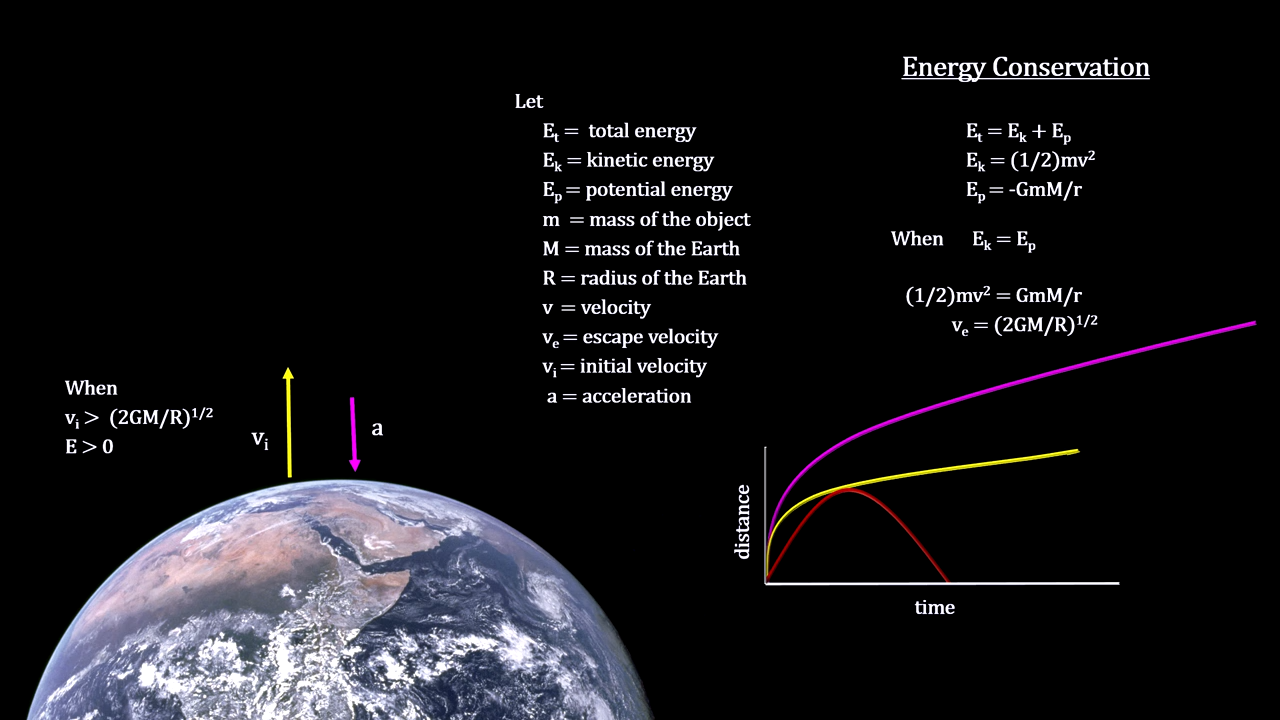 Energy Conservation
Let
Eₜ = total energy
Eₖ = kinetic energy
Eₚ = potential energy
m = mass of the object
M = mass of the Earth
R = radius of the Earth
v = velocity
vₑ = escape velocity
vᵢ = initial velocity
a = acceleration
Eₜ = Eₖ + Eₚ
Eₖ = (1/2)mv²
Eₚ = -GmM/r
When Eₖ = Eₚ
(1/2)mv² = GmM/r
vₑ = (2GM/R)¹/²
When
vᵢ > (2GM/R)¹/²
E > 0
vᵢ
a
distance
time